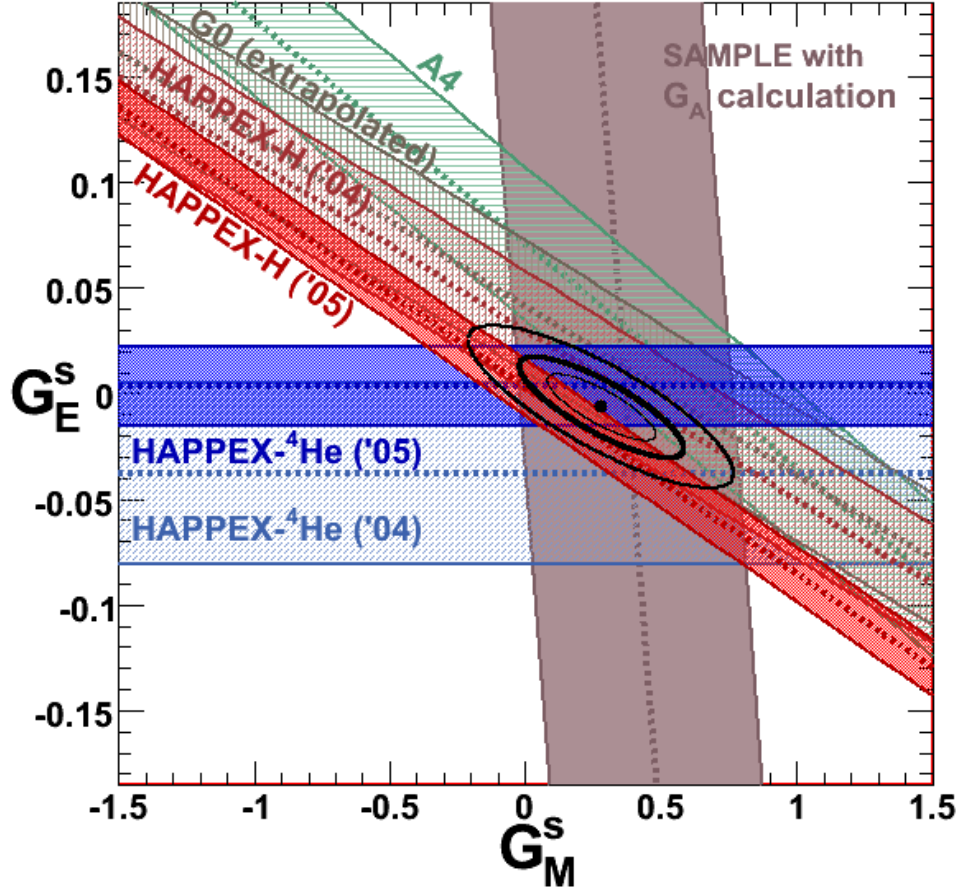 0.15
0.1
0.05
0
-0.05
-0.1
-0.15
G^s_E
A4
G0 (extrapolated)
HAPPEX-H ('04)
HAPPEX-H ('05)
SAMPLE with
G_A calculation
HAPPEX-^4He ('05)
HAPPEX-^4He ('04)
-1.5 -1 -0.5 0 0.5 1 1.5
G^s_M